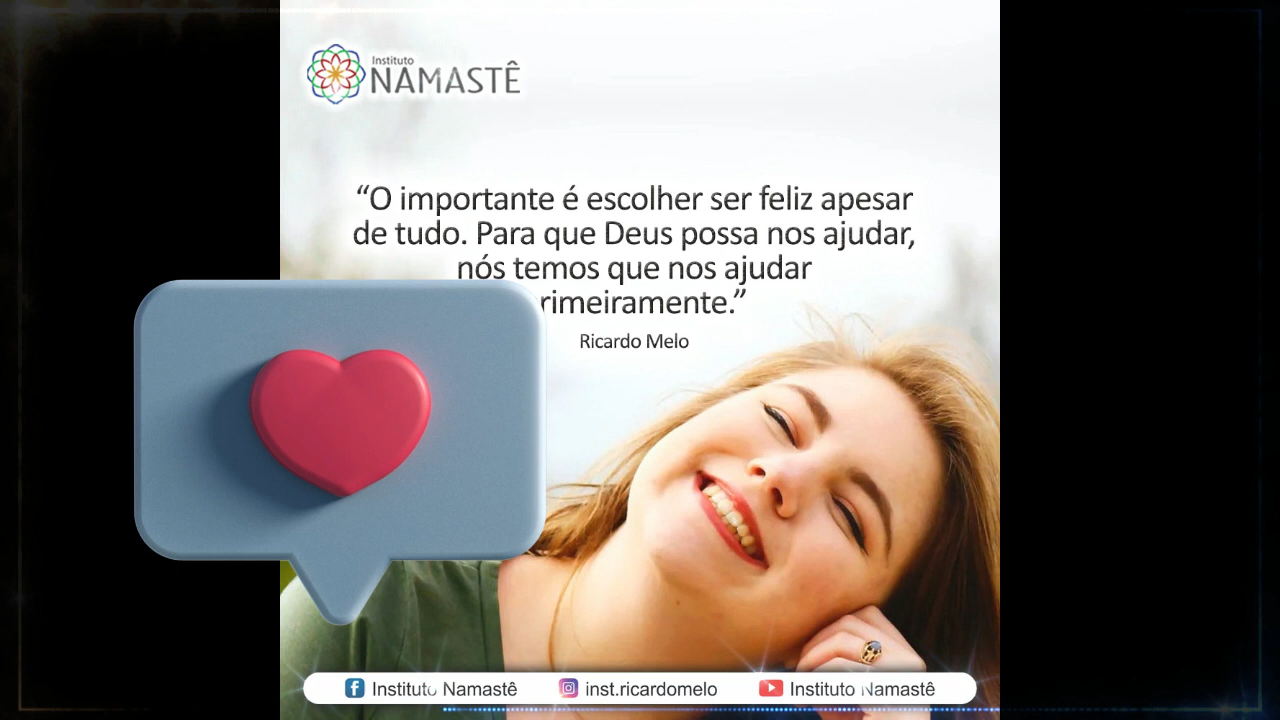 Instituto
NAMASTÊ
“O importante é escolher ser feliz apesar
de tudo. Para que Deus possa nos ajudar,
nós temos que nos ajudar
rimeiramente.”
Ricardo Melo
Instituto Namastê
inst.ricardomelo
Instituto Namastê